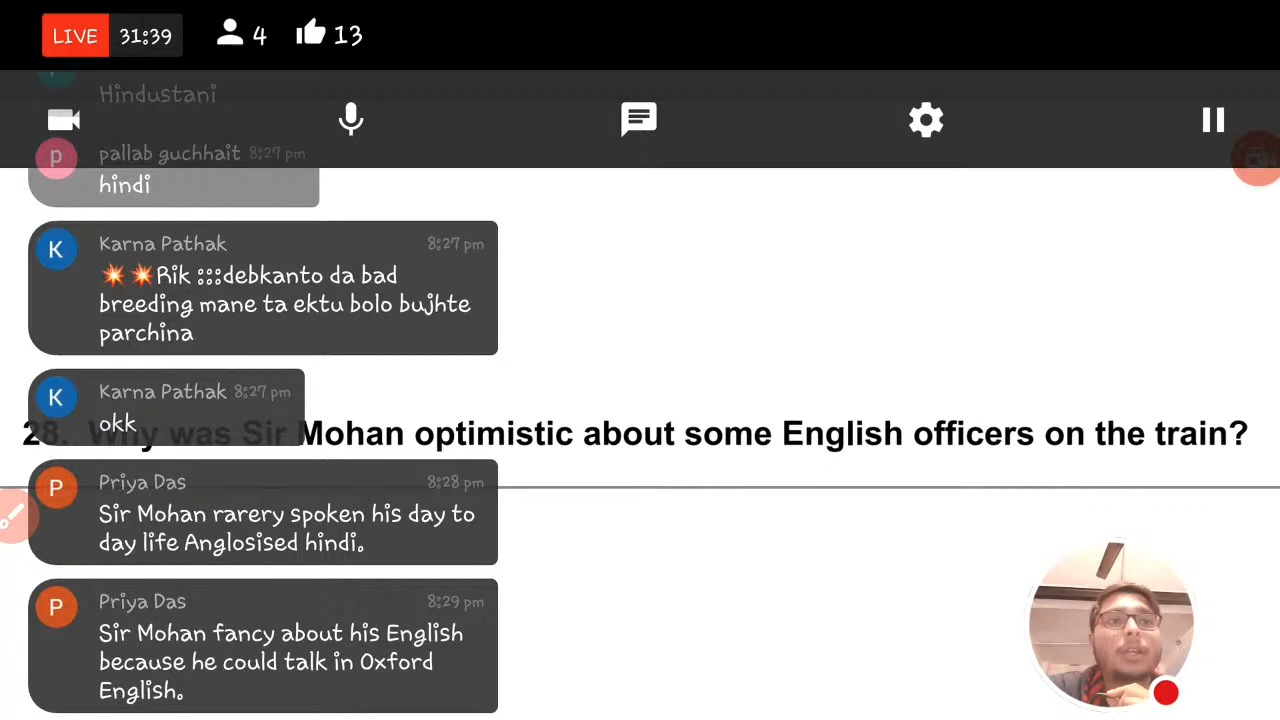 LIVE 31:39 4 13
Hindustani
P pallab guchhait 8:27 pm
hindi
K Karna Pathak 8:27 pm
💥 💥Rik :::debkanto da bad
breeding mane ta ektu bolo bujhte
parchina
K Karna Pathak 8:27 pm
okk
28. Why was Sir Mohan optimistic about some English officers on the train?
P Priya Das 8:28 pm
Sir Mohan rarery spoken his day to
day life Anglosised hindi.
P Priya Das 8:29 pm
Sir Mohan fancy about his English
because he could talk in Oxford
English.